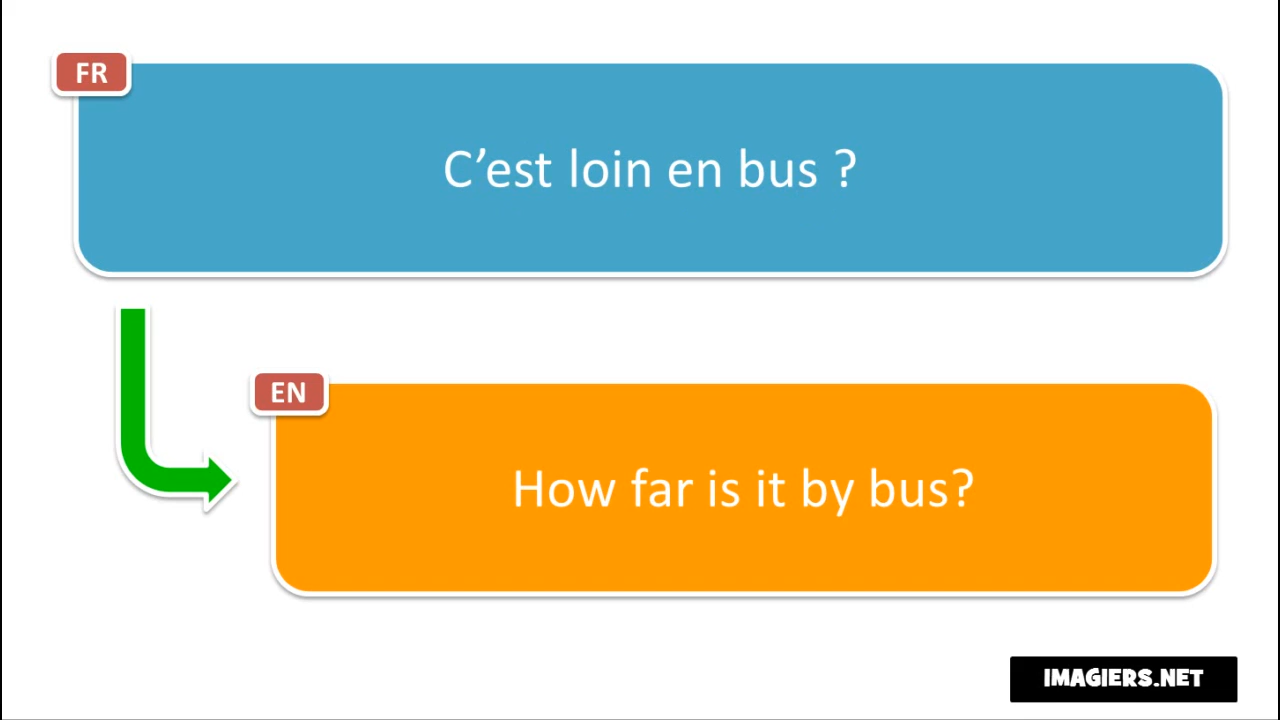 FR
C’est loin en bus ?
EN
How far is it by bus?
IMAGIERS.NET